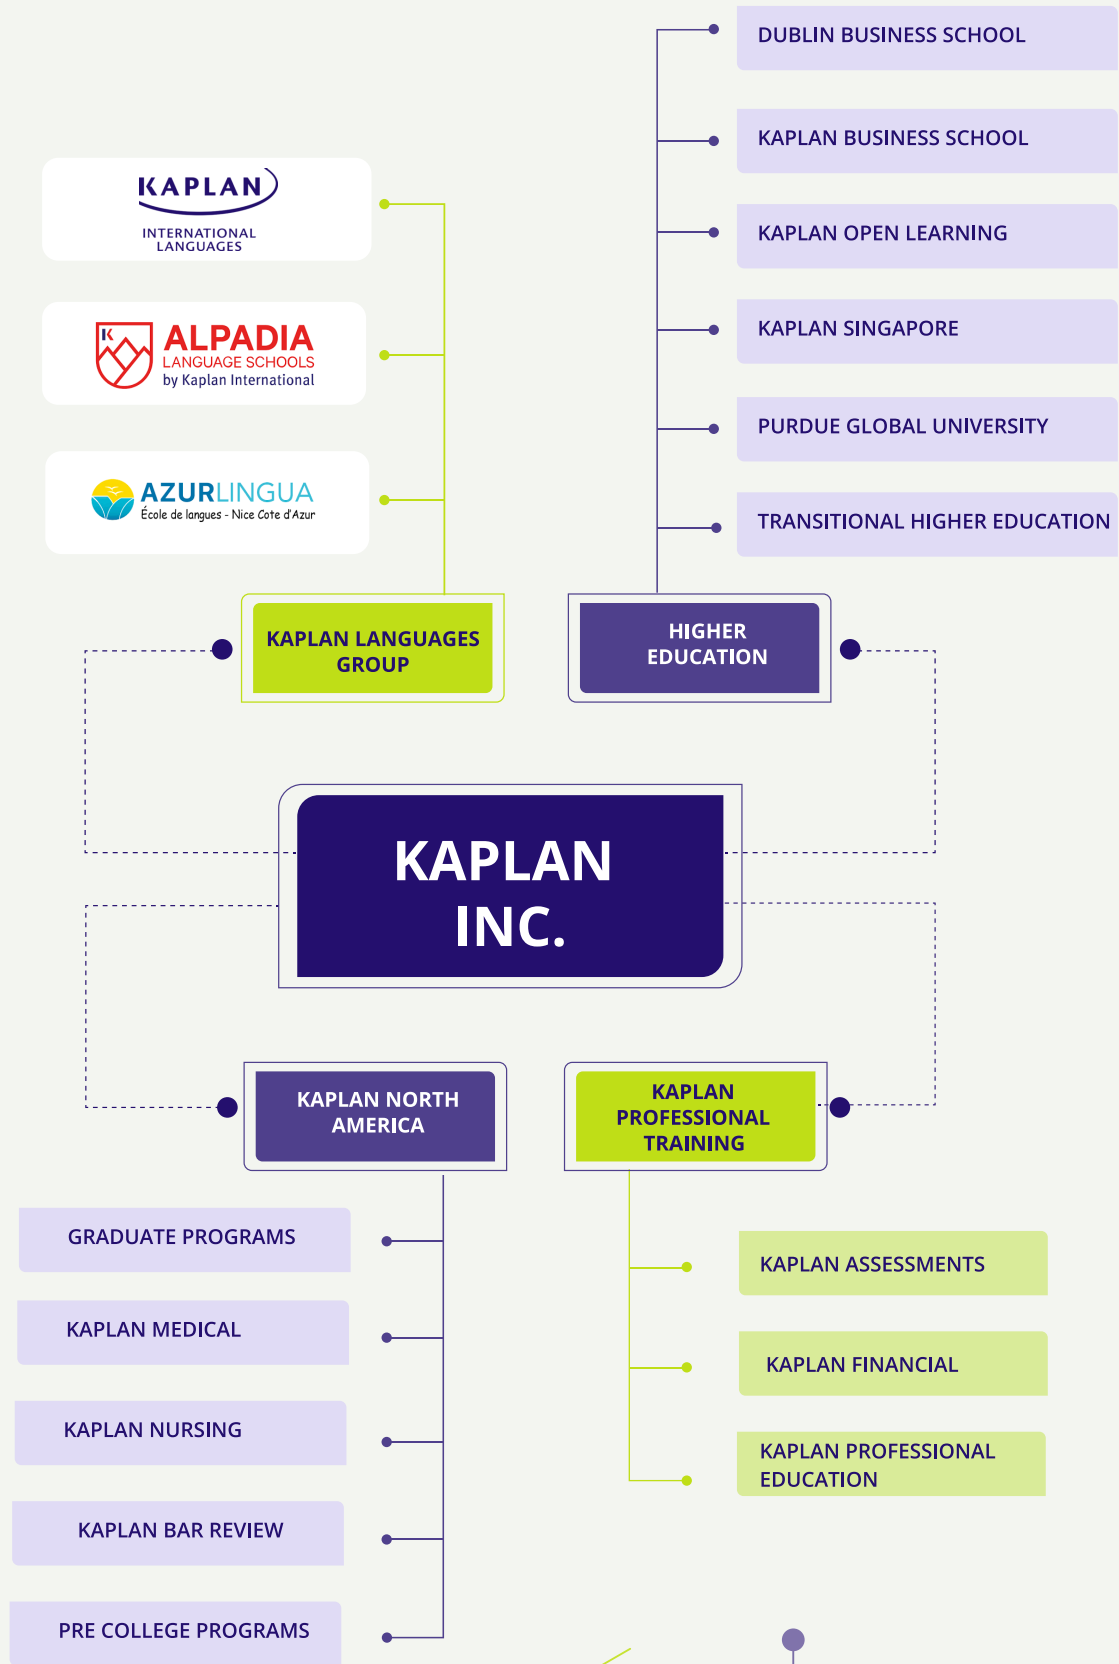 DUBLIN BUSINESS SCHOOL
KAPLAN BUSINESS SCHOOL
KAPLAN OPEN LEARNING
KAPLAN SINGAPORE
PURDUE GLOBAL UNIVERSITY
TRANSITIONAL HIGHER EDUCATION
KAPLAN
INTERNATIONAL
LANGUAGES
K
ALPADIA
LANGUAGE SCHOOLS
by Kaplan International
AZURLINGUA
École de langues - Nice Cote d'Azur
KAPLAN LANGUAGES
GROUP
HIGHER
EDUCATION
KAPLAN
INC.
KAPLAN NORTH
AMERICA
KAPLAN
PROFESSIONAL
TRAINING
GRADUATE PROGRAMS
KAPLAN MEDICAL
KAPLAN NURSING
KAPLAN BAR REVIEW
PRE COLLEGE PROGRAMS
KAPLAN ASSESSMENTS
KAPLAN FINANCIAL
KAPLAN PROFESSIONAL
EDUCATION